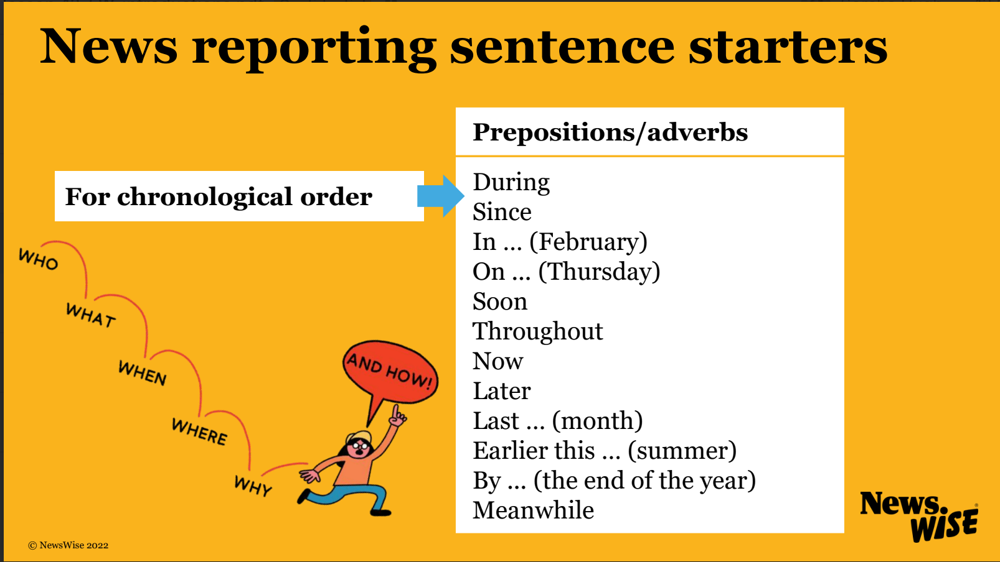 News reporting sentence starters
Prepositions/adverbs
For chronological order
During
Since
In ... (February)
On ... (Thursday)
Soon
Throughout
Now
Later
Last ... (month)
Earlier this ... (summer)
By ... (the end of the year)
Meanwhile
WHO
WHAT
WHEN
WHERE
WHY
AND HOW!
News.
WISE®
© NewsWise 2022